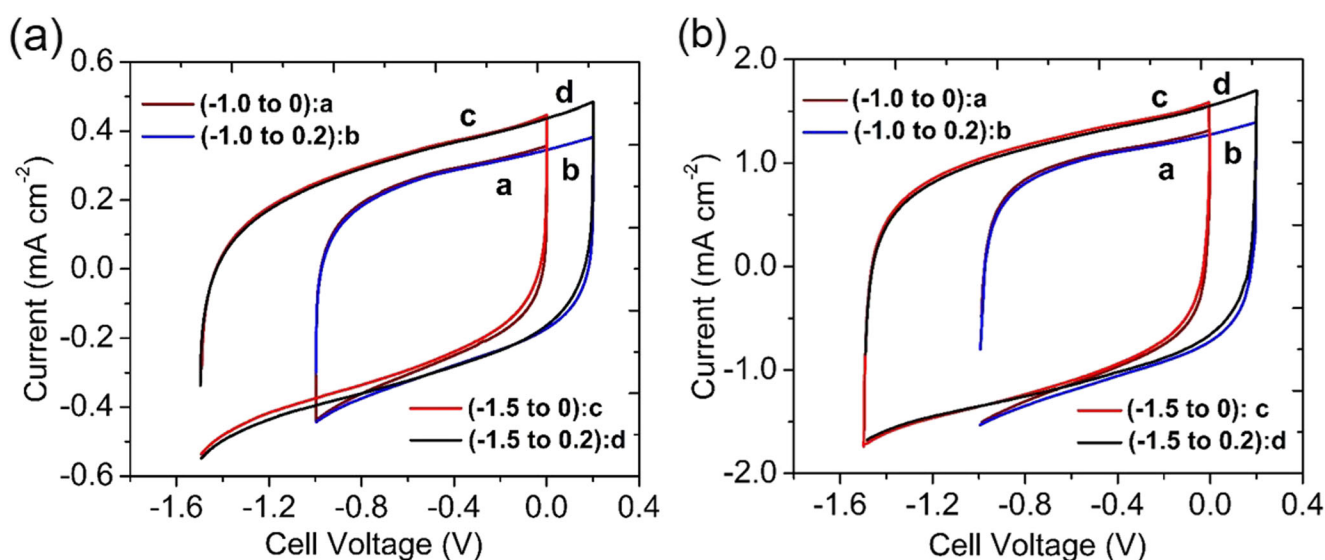 (a)
Current (mA cm-2)
0.6
0.4
0.2
0.0
-0.2
-0.4
-0.6
(-1.0 to 0):a
(-1.0 to 0.2):b
c
d
a
b
(-1.5 to 0):c
(-1.5 to 0.2):d
-1.6 -1.2 -0.8 -0.4 0.0 0.4
Cell Voltage (V)
(b)
Current (mA cm-2)
2.0
1.0
0.0
-1.0
-2.0
(-1.0 to 0):a
(-1.0 to 0.2):b
c
d
a
b
(-1.5 to 0): c
(-1.5 to 0.2):d
-1.6 -1.2 -0.8 -0.4 0.0 0.4
Cell Voltage (V)